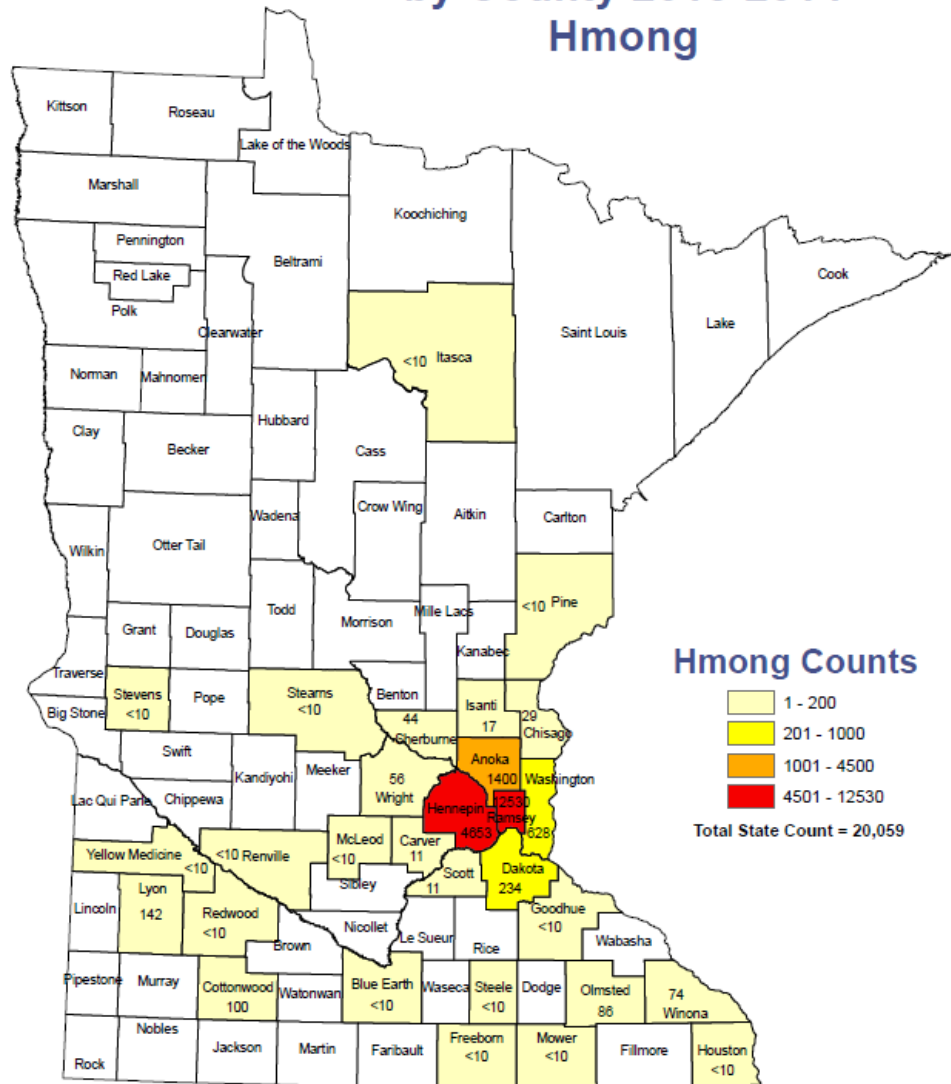 Hmong
Kittson
Roseau
Lake of the Woods
Marshall
Koochiching
Pennington
Beltrami
Red Lake
Cook
Polk
Lake
Clearwater
Saint Louis
<10 Itasca
Norman
Mahnomen
Hubbard
Clay
Becker
Cass
Crow Wing
Aitkin
Wadena
Carlton
Otter Tail
Wilkin
<10 Pine
Todd
Mille Lacs
Morrison
Grant
Douglas
Kanabec
Traverse
Stevens
<10
Pope
Stearns
<10
Benton
Isanti
17
29
Chisago
Big Stone
44
Sherburne
Swift
Anoka
1400
Washington
628
Kandiyohi
Meeker
56
Wright
Lac Qui Parle
Chippewa
Hennepin
4653
12530
Ramsey
McLeod
<10
Carver
11
Yellow Medicine
<10
<10 Renville
Scott
11
Dakota
234
Sibley
Lyon
142
Lincoln
Redwood
<10
Goodhue
<10
Nicollet
Le Sueur
Rice
Wabasha
Brown
Pipestone
Murray
Cottonwood
100
Watonwan
Blue Earth
<10
Waseca
Steele
<10
Dodge
Olmsted
86
74
Winona
Nobles
Rock
Jackson
Martin
Faribault
Freeborn
<10
Mower
<10
Fillmore
Houston
<10
Hmong Counts
1 - 200
201 - 1000
1001 - 4500
4501 - 12530
Total State Count = 20,059